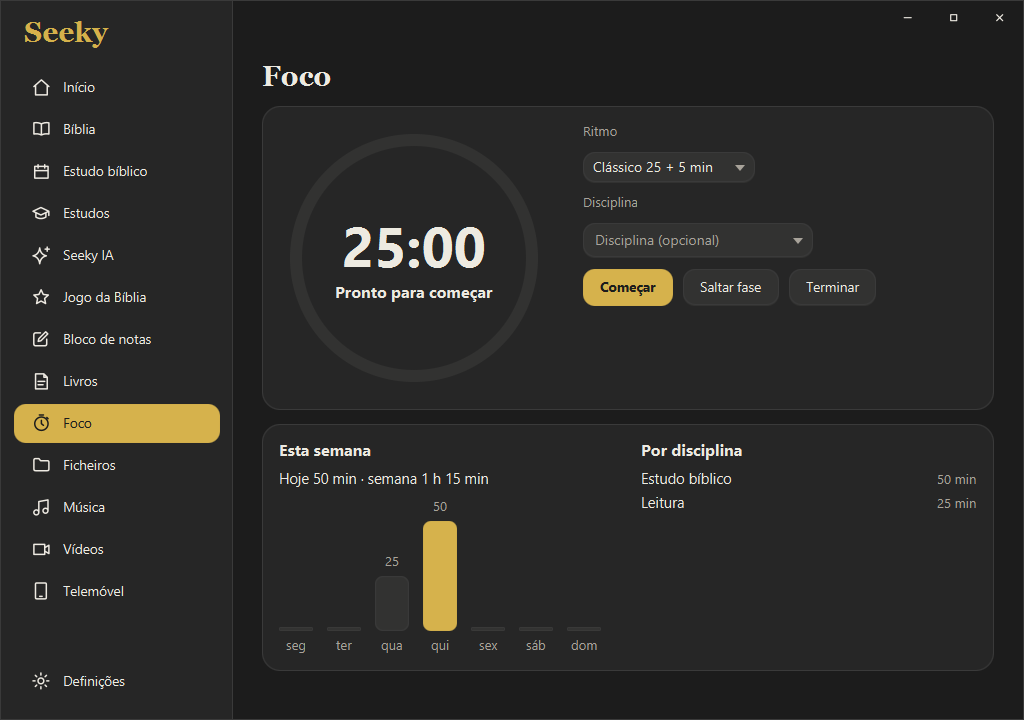 Seeky
Início
Bíblia
Estudo bíblico
Estudos
Seeky IA
Jogo da Bíblia
Bloco de notas
Livros
Foco
Ficheiros
Música
Vídeos
Telemóvel
Definições
Foco
25:00
Pronto para começar
Ritmo
Clássico 25 + 5 min
Disciplina
Disciplina (opcional)
Começar Saltar fase Terminar
Esta semana
Hoje 50 min · semana 1 h 15 min
50
25
seg ter qua qui sex sáb dom
Por disciplina
Estudo bíblico 50 min
Leitura 25 min